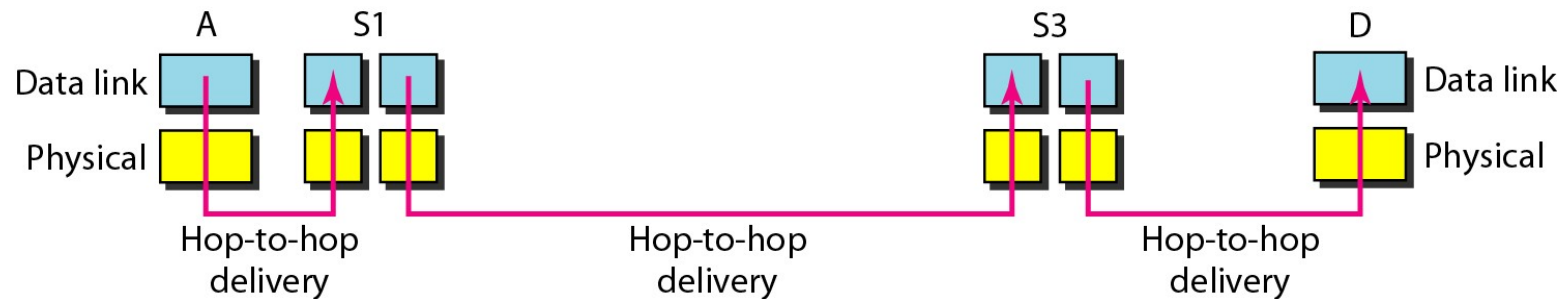 A S1 S3 D
Data link Data link
Physical Physical
Hop-to-hop Hop-to-hop Hop-to-hop
delivery delivery delivery